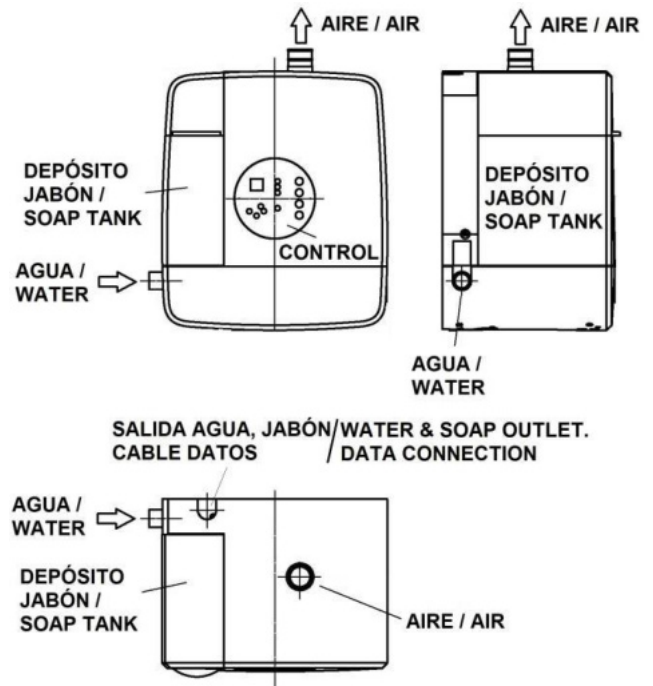 AIRE / AIR
AIRE / AIR
DEPÓSITO
JABÓN /
SOAP TANK
CONTROL
AGUA /
WATER
DEPÓSITO
JABÓN /
SOAP TANK
AGUA /
WATER
SALIDA AGUA, JABÓN/WATER & SOAP OUTLET.
CABLE DATOS / DATA CONNECTION
AGUA /
WATER
DEPÓSITO
JABÓN /
SOAP TANK
AIRE / AIR